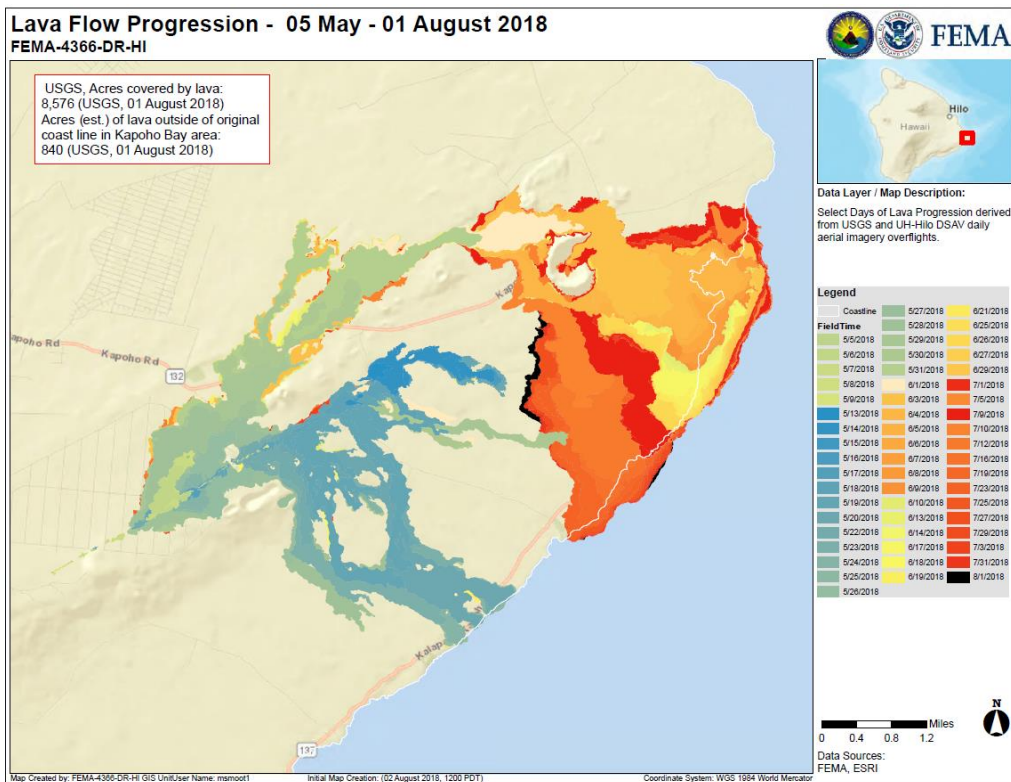 Lava Flow Progression - 05 May - 01 August 2018
FEMA-4366-DR-HI
FEMA
USGS, Acres covered by lava:
8,576 (USGS, 01 August 2018)
Acres (est.) of lava outside of original
coast line in Kapoho Bay area:
840 (USGS, 01 August 2018)
Hilo
Hawaii
Data Layer / Map Description:
Select Days of Lava Progression derived
from USGS and UH-Hilo DSAV daily
aerial imagery overflights.
Legend
Coastline
FieldTime
5/5/2018
5/6/2018
5/7/2018
5/8/2018
5/9/2018
5/13/2018
5/14/2018
5/15/2018
5/16/2018
5/17/2018
5/18/2018
5/19/2018
5/20/2018
5/22/2018
5/23/2018
5/24/2018
5/25/2018
5/26/2018
5/27/2018
5/28/2018
5/29/2018
5/30/2018
5/31/2018
6/1/2018
6/3/2018
6/4/2018
6/5/2018
6/6/2018
6/7/2018
6/8/2018
6/9/2018
6/10/2018
6/13/2018
6/14/2018
6/17/2018
6/18/2018
6/19/2018
6/21/2018
6/25/2018
6/26/2018
6/27/2018
6/29/2018
7/1/2018
7/5/2018
7/9/2018
7/10/2018
7/12/2018
7/16/2018
7/19/2018
7/23/2018
7/25/2018
7/27/2018
7/29/2018
7/3/2018
7/31/2018
8/1/2018
Kapo
apoho Rd
Kapoho Rd
132
Kalap
137
N
Miles
0 0.4 0.8 1.2
Data Sources:
FEMA, ESRI
Map Created by: FEMA-4366-DR-HI GIS UnitUser Name: msmoot1
Initial Map Creation: (02 August 2018, 1200 PDT)
Coordinate System: WGS 1984 World Mercator